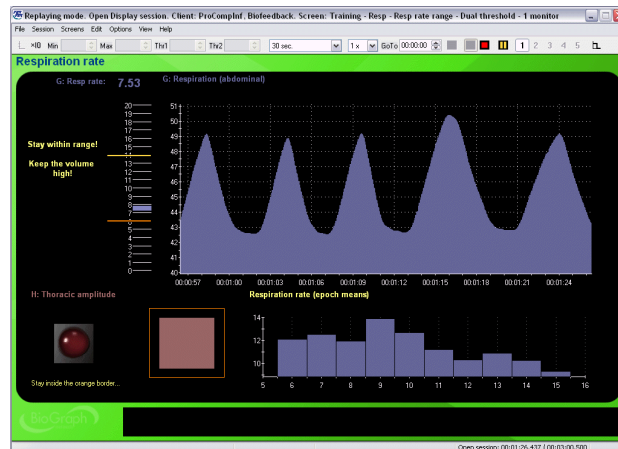 Replaying mode. Open Display session. Client: ProCompInf, Biofeedback. Screen: Training - Resp - Resp rate range - Dual threshold - 1 monitor
File Session Screens Edit Options View Help
×10 Min Max Thr1 Thr2 30 sec. 1 x GoTo 00:00:00 1 2 3 4 5
Respiration rate
G: Resp rate: 7.53 G: Respiration (abdominal)
20
19
18
17
16
15
14
13
12
11
10
9
8
7
6
5
4
3
2
1
0
Stay within range!
Keep the volume
high!
51
50
49
48
47
46
45
44
43
42
41
40
00:00:57 00:01:00 00:01:03 00:01:06 00:01:09 00:01:12 00:01:15 00:01:18 00:01:21 00:01:24
H: Thoracic amplitude
Respiration rate (epoch means)
14
12
10
5 6 7 8 9 10 11 12 13 14 15 16
Stay inside the orange border...
BioGraph
Open session: 00:01:26.437 / 00:03:00.500